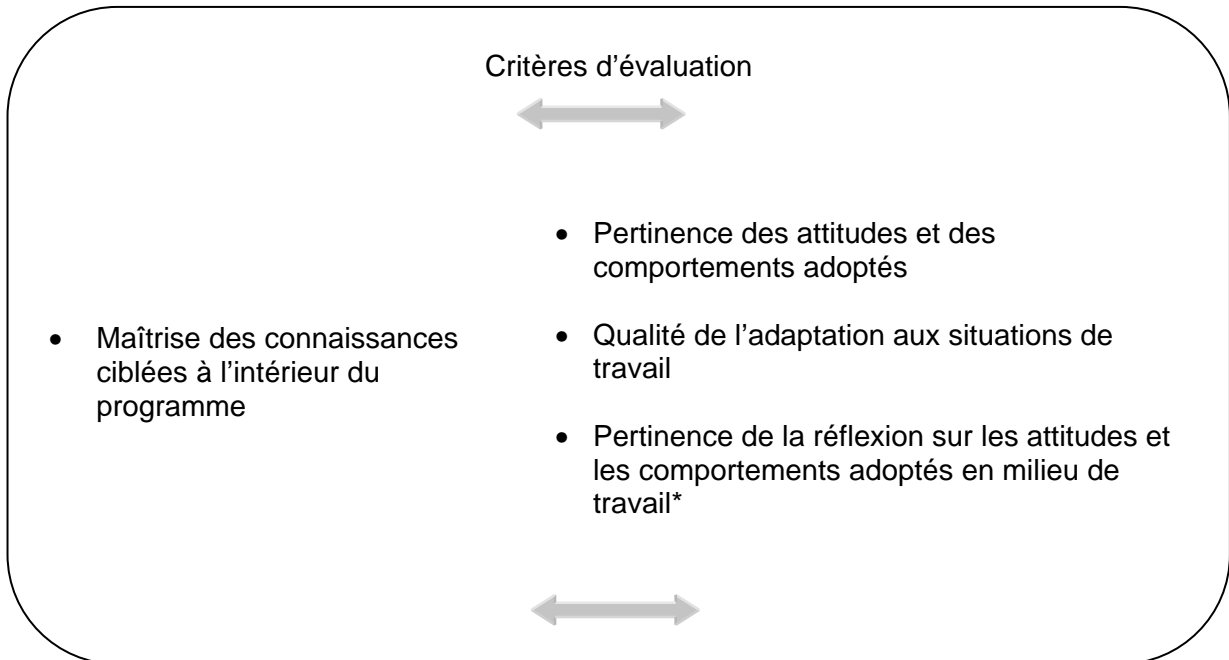 Critères d’évaluation
• Maîtrise des connaissances
ciblées à l’intérieur du
programme
• Pertinence des attitudes et des
comportements adoptés
• Qualité de l’adaptation aux situations de
travail
• Pertinence de la réflexion sur les attitudes et
les comportements adoptés en milieu de
travail*